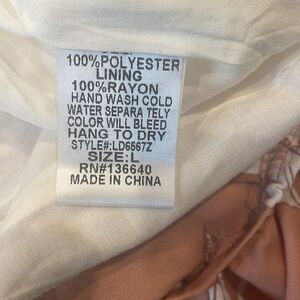 100%POLYESTER
LINING
100%RAYON
HAND WASH COLD
WATER SEPARA TELY
COLOR WILL BLEED
HANG TO DRY
STYLE#:LD6567Z
SIZE:L
RN#136640
MADE IN CHINA